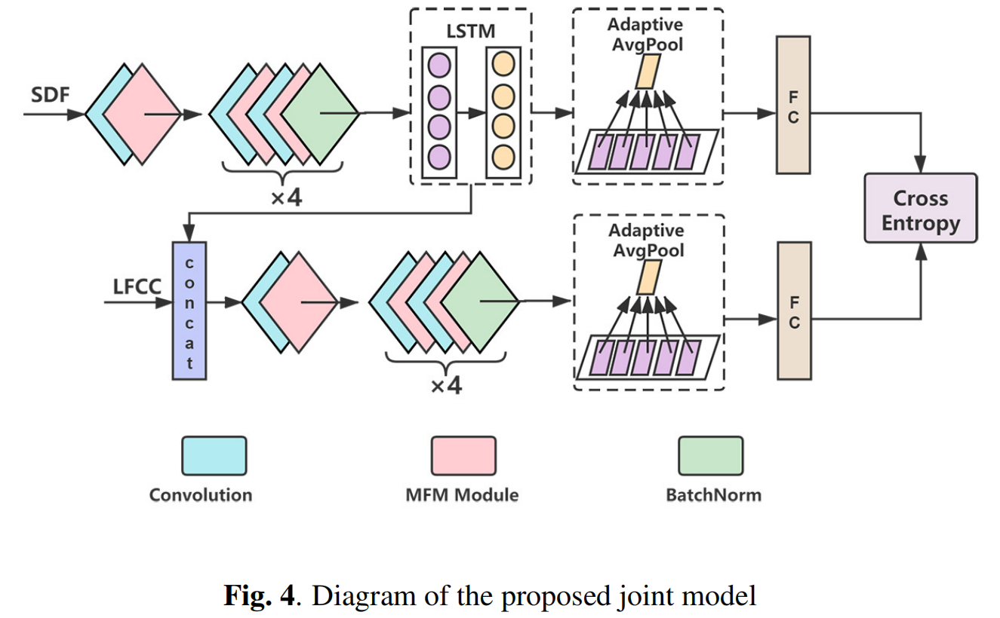 SDF
×4
LSTM
Adaptive
AvgPool
F
C
Cross
Entropy
LFCC
c
o
n
c
a
t
×4
Adaptive
AvgPool
F
C
Convolution
MFM Module
BatchNorm
Fig. 4. Diagram of the proposed joint model